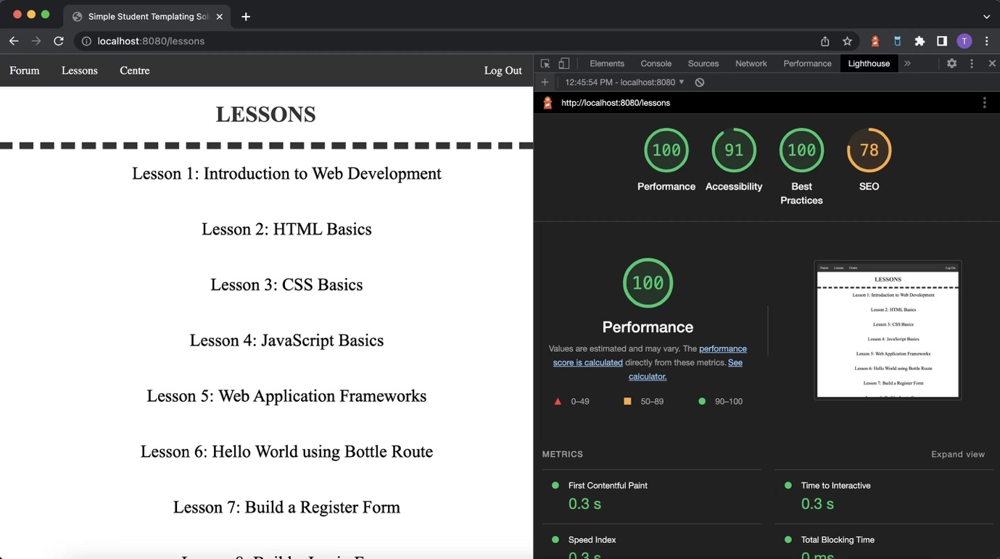 Simple Student Templating Sol
localhost:8080/lessons
T
Forum Lessons Centre Log Out
LESSONS
Lesson 1: Introduction to Web Development
Lesson 2: HTML Basics
Lesson 3: CSS Basics
Lesson 4: JavaScript Basics
Lesson 5: Web Application Frameworks
Lesson 6: Hello World using Bottle Route
Lesson 7: Build a Register Form
Elements Console Sources Network Performance Lighthouse »
12:45:54 PM - localhost:8080
http://localhost:8080/lessons
100 91 100 78
Performance Accessibility Best Practices SEO
100
Performance
Values are estimated and may vary. The performance
score is calculated directly from these metrics. See
calculator.
0–49 50–89 90–100
Forum Lessons Centre Log Out
LESSONS
Lesson 1: Introduction to Web Development
Lesson 2: HTML Basics
Lesson 3: CSS Basics
Lesson 4: JavaScript Basics
Lesson 5: Web Application Frameworks
Lesson 6: Hello World using Bottle Route
Lesson 7: Build a Register Form
METRICS Expand view
First Contentful Paint
0.3 s
Time to Interactive
0.3 s
Speed Index
0.3 s
Total Blocking Time
0 ms